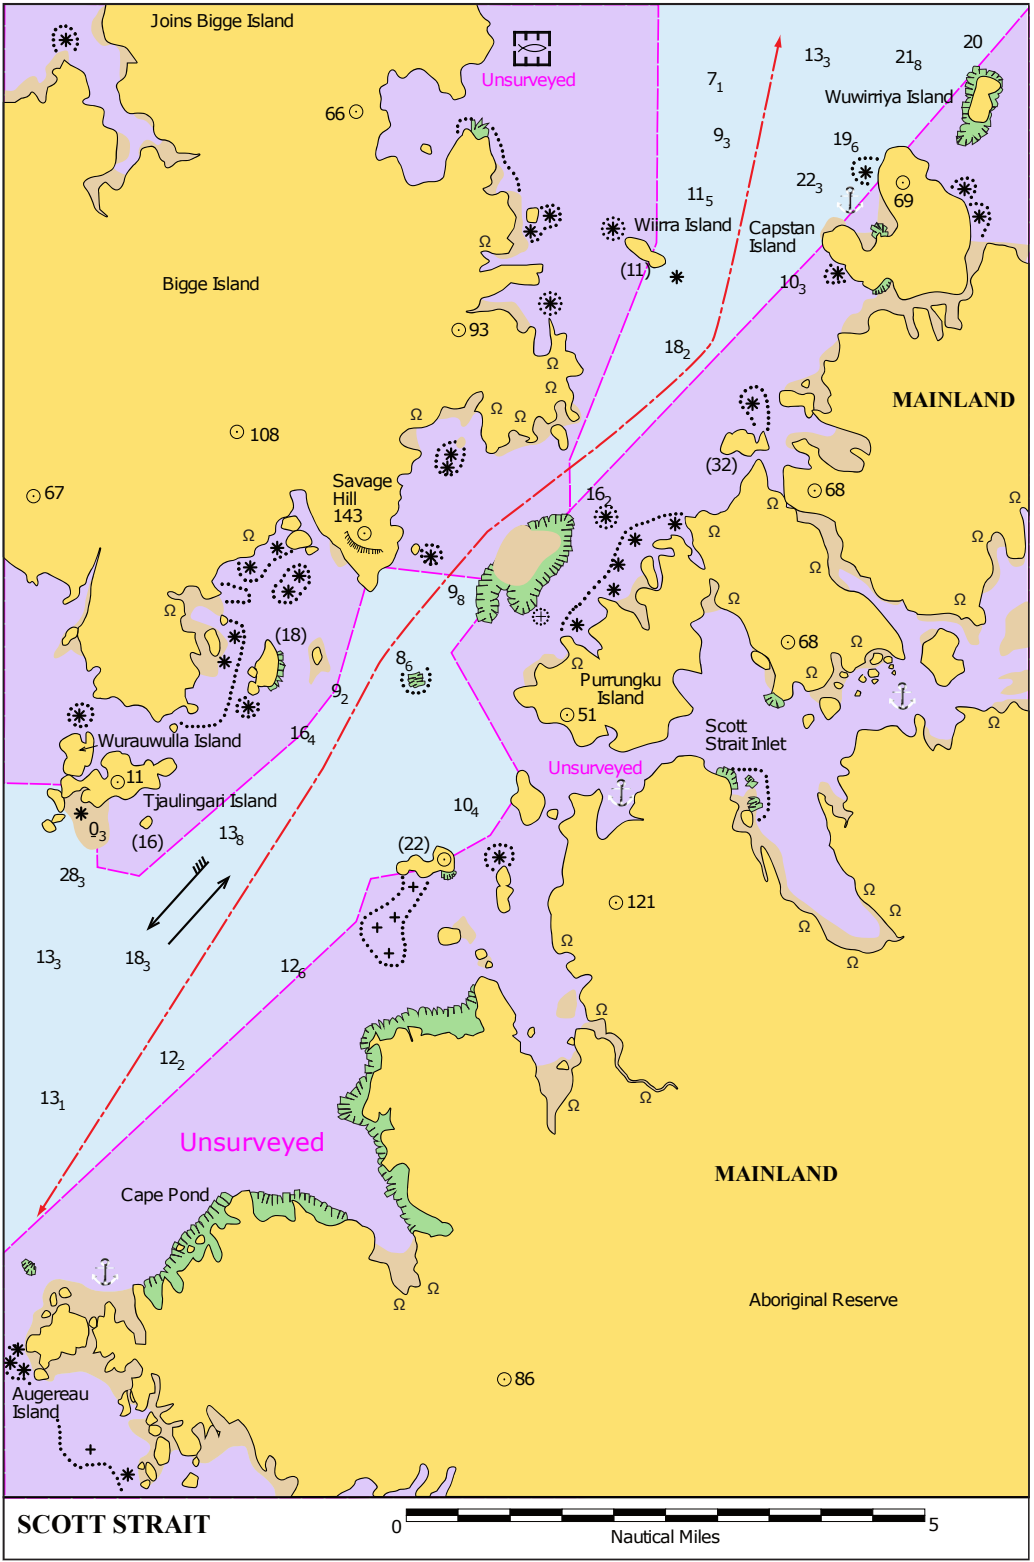 Joins Bigge Island
Unsurveyed
20
13₃
21₈
7₁
Wuwirriya Island
66
9₃
19₆
22₃
69
11₅
Wiirra Island
Capstan
Island
(11)
10₃
Bigge Island
93
18₂
MAINLAND
108
(32)
Savage
Hill
143
67
16₂
68
9₈
(18)
8₆
68
Purrungku
Island
9₂
51
16₄
Scott
Strait Inlet
Wurauwulla Island
Unsurveyed
11
Tjaulingari Island
10₄
0₃
(16)
13₈
(22)
28₃
121
13₃
18₃
12₆
12₂
13₁
Unsurveyed
MAINLAND
Cape Pond
Aboriginal Reserve
86
Augereau
Island
SCOTT STRAIT
0
5
Nautical Miles